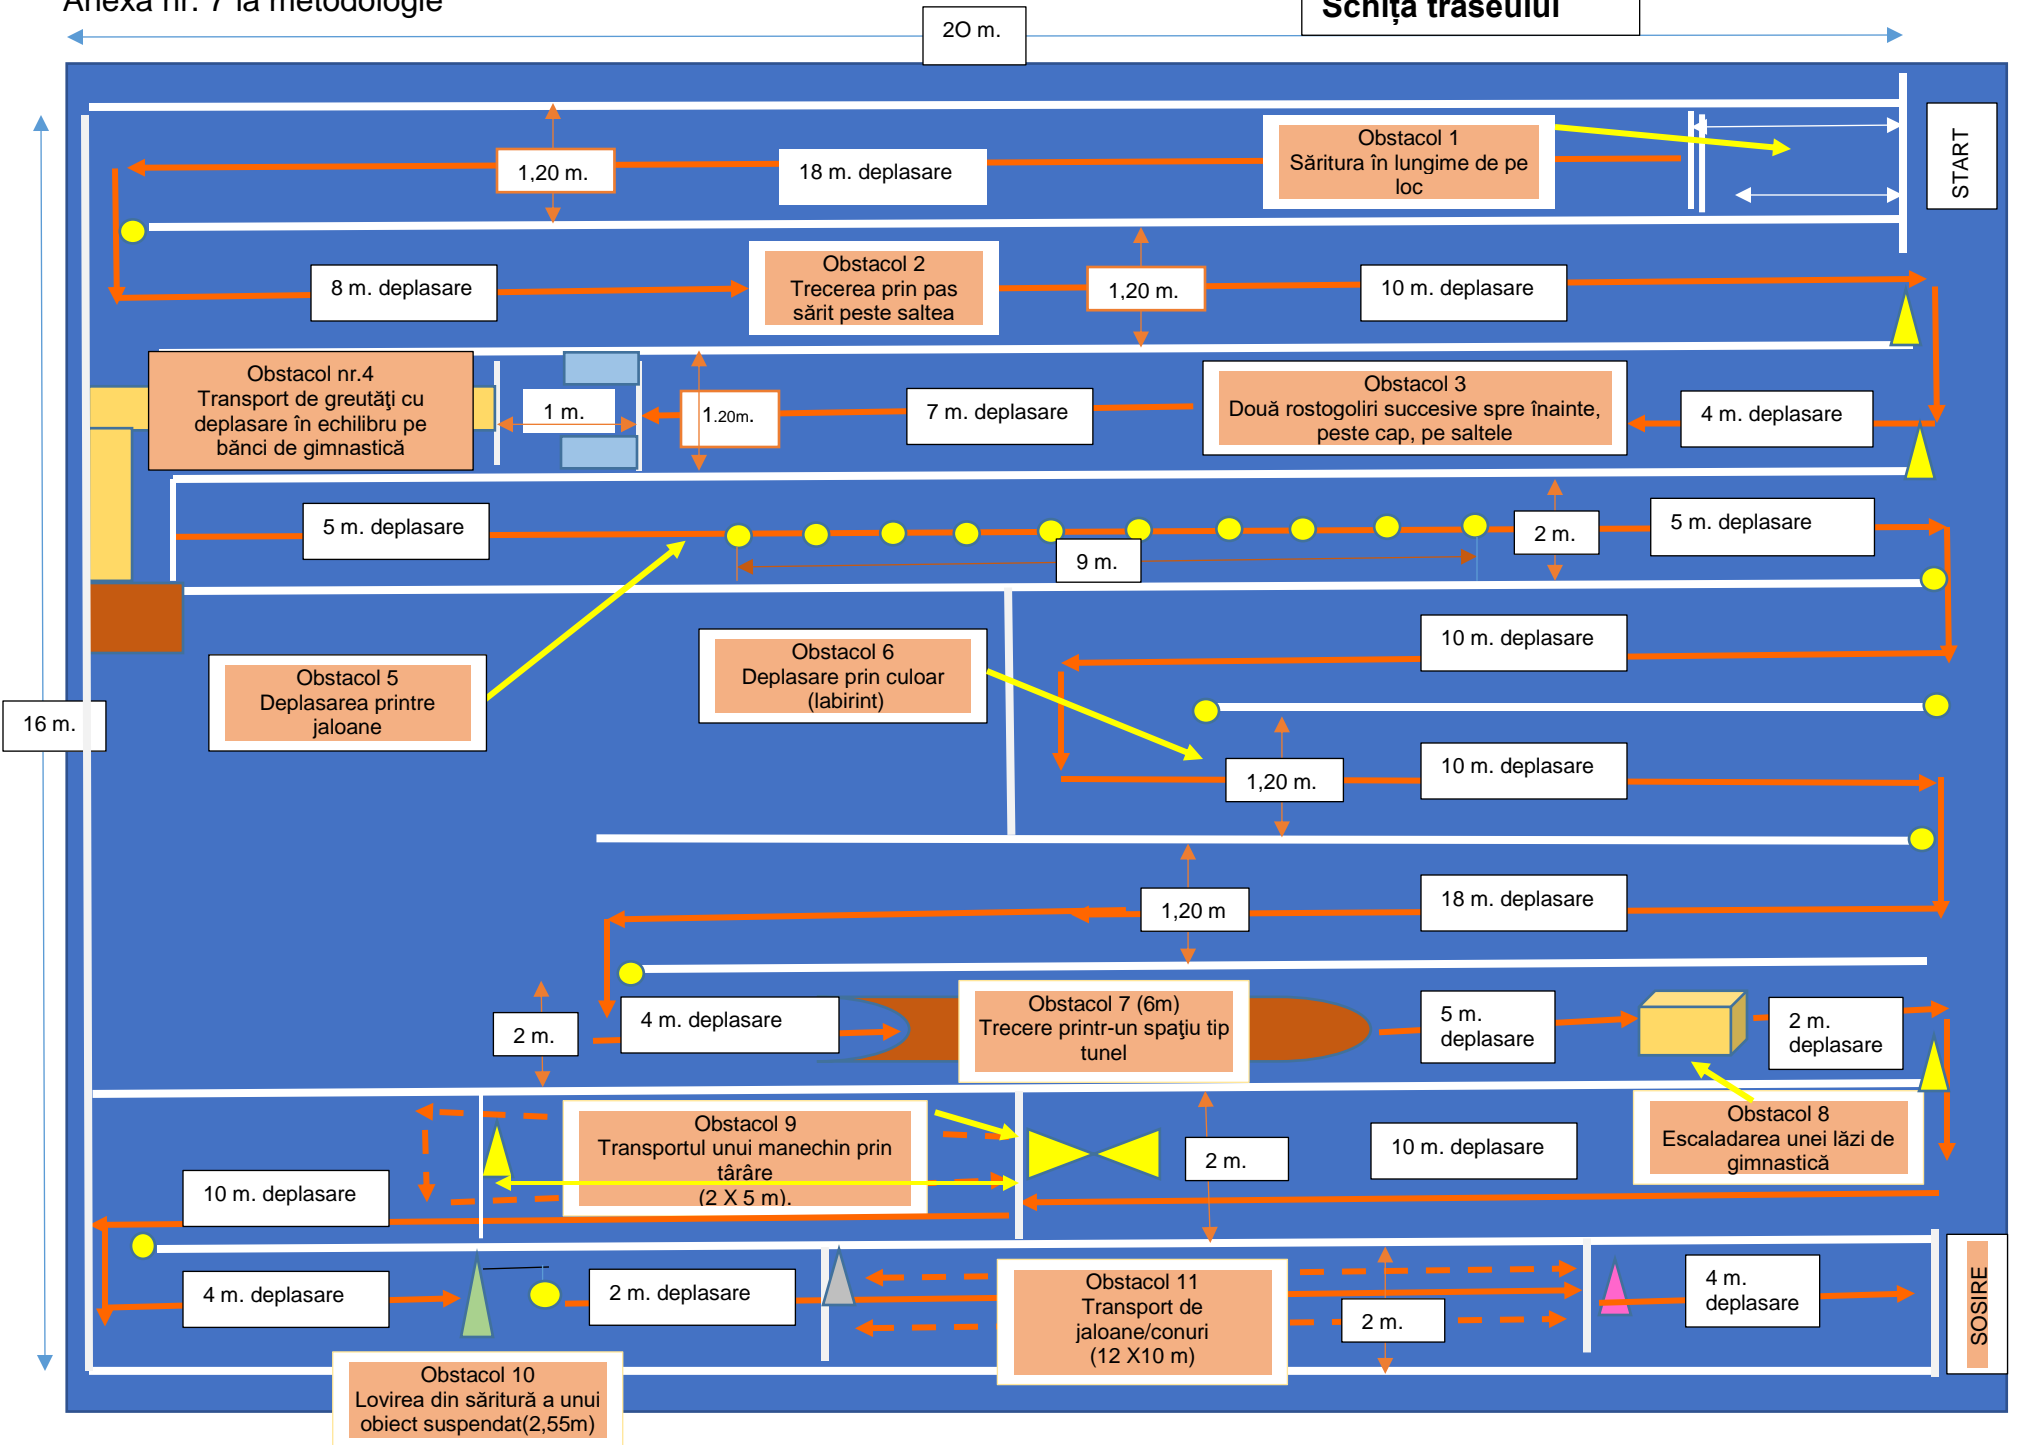 Anexa nr. 7 la metodologie
Schița traseului
2O m.
START
Obstacol 1
Săritura în lungime de pe
loc
1,20 m.
18 m. deplasare
8 m. deplasare
Obstacol 2
Trecerea prin pas
sărit peste saltea
1,20 m.
10 m. deplasare
Obstacol nr.4
Transport de greutăţi cu
deplasare în echilibru pe
bănci de gimnastică
1 m.
1.20m.
7 m. deplasare
Obstacol 3
Două rostogoliri succesive spre înainte,
peste cap, pe saltele
4 m. deplasare
5 m. deplasare
9 m.
2 m.
5 m. deplasare
Obstacol 5
Deplasarea printre
jaloane
Obstacol 6
Deplasare prin culoar
(labirint)
10 m. deplasare
16 m.
1,20 m.
10 m. deplasare
1,20 m
18 m. deplasare
2 m.
4 m. deplasare
Obstacol 7 (6m)
Trecere printr-un spaţiu tip
tunel
5 m.
deplasare
2 m.
deplasare
Obstacol 8
Escaladarea unei lăzi de
gimnastică
Obstacol 9
Transportul unui manechin prin
târâre
(2 X 5 m).
2 m.
10 m. deplasare
10 m. deplasare
4 m. deplasare
2 m. deplasare
Obstacol 11
Transport de
jaloane/conuri
(12 X10 m)
2 m.
4 m.
deplasare
SOSIRE
Obstacol 10
Lovirea din săritură a unui
obiect suspendat(2,55m)